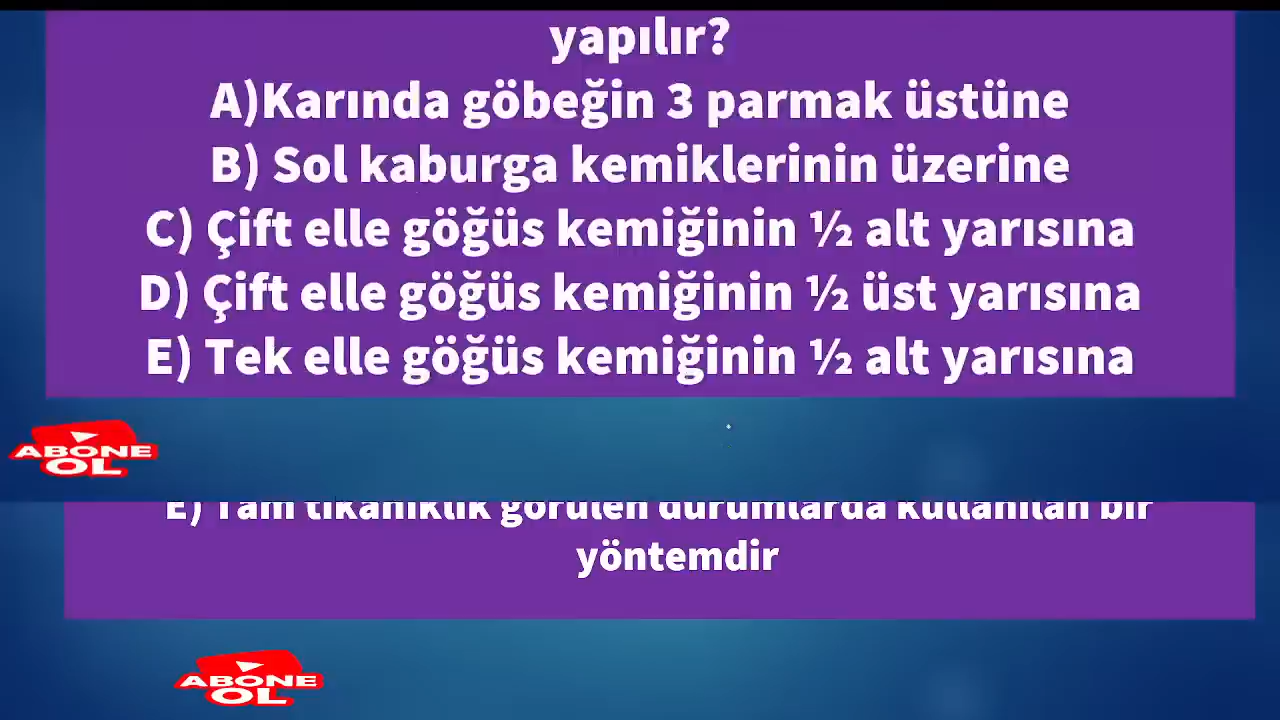 yapılır?
A)Karında göbeğin 3 parmak üstüne
B) Sol kaburga kemiklerinin üzerine
C) Çift elle göğüs kemiğinin ½ alt yarısına
D) Çift elle göğüs kemiğinin ½ üst yarısına
E) Tek elle göğüs kemiğinin ½ alt yarısına
ABONE
OL
E) Tam tıkanıklık görülen durumlarda kullanılan bir
yöntemdir
ABONE
OL